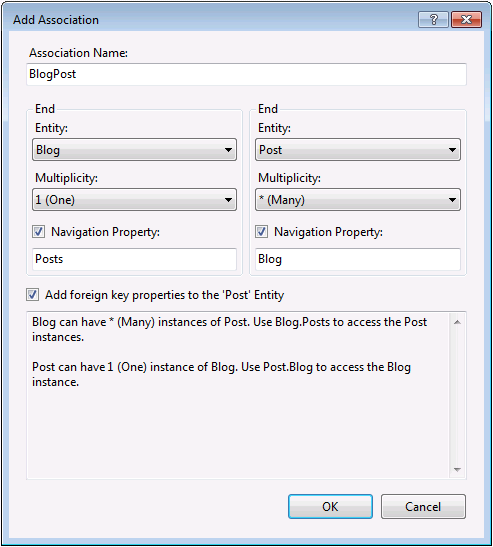 Add Association
Association Name:
BlogPost
End
Entity:
Blog
Multiplicity:
1 (One)
Navigation Property:
Posts
End
Entity:
Post
Multiplicity:
* (Many)
Navigation Property:
Blog
Add foreign key properties to the 'Post' Entity
Blog can have * (Many) instances of Post. Use Blog.Posts to access the Post
instances.
Post can have 1 (One) instance of Blog. Use Post.Blog to access the Blog
instance.
OK
Cancel